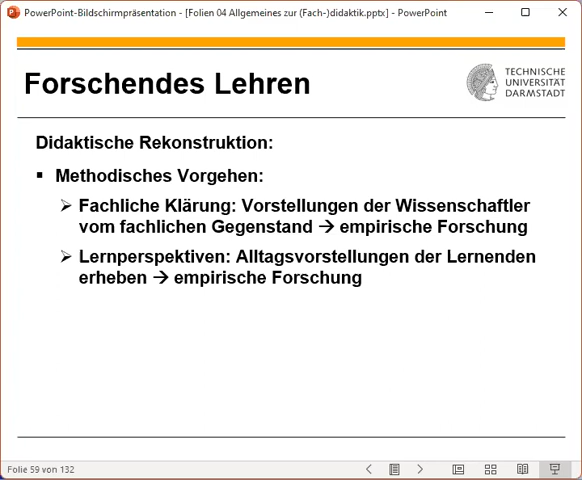 PowerPoint-Bildschirmpräsentation - [Folien 04 Allgemeines zur (Fach-)didaktik.pptx] - PowerPoint
Forschendes Lehren
TECHNISCHE
UNIVERSITÄT
DARMSTADT
Didaktische Rekonstruktion:
▪ Methodisches Vorgehen:
➢ Fachliche Klärung: Vorstellungen der Wissenschaftler
vom fachlichen Gegenstand → empirische Forschung
➢ Lernperspektiven: Alltagsvorstellungen der Lernenden
erheben → empirische Forschung
Folie 59 von 132